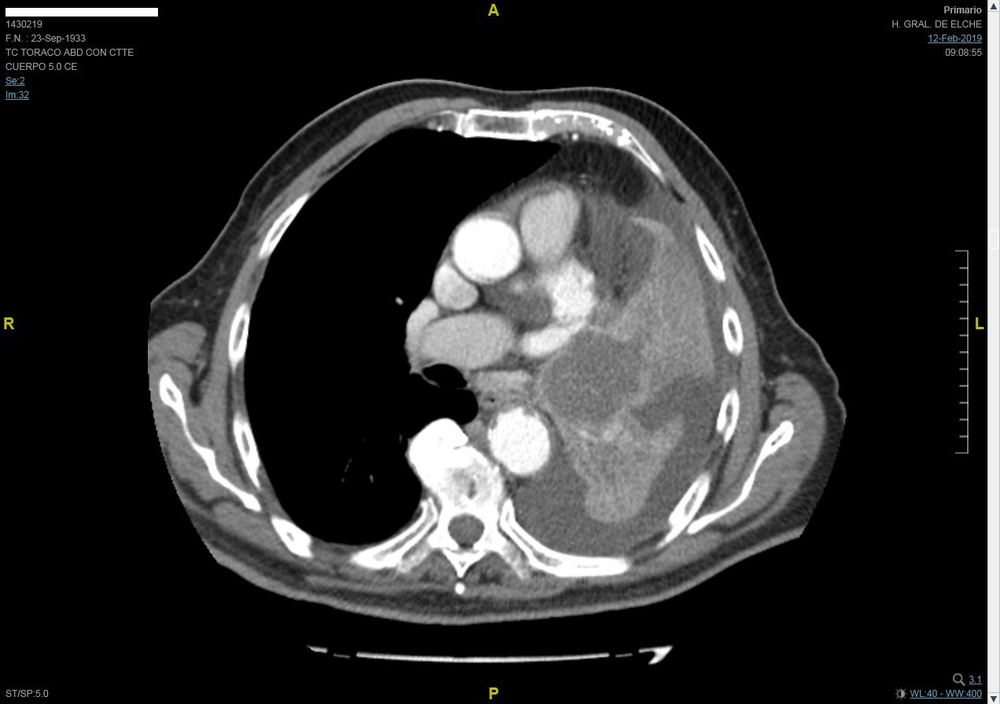 A
1430219
F.N. : 23-Sep-1933
TC TORACO ABD CON CTTE
CUERPO 5.0 CE
Se:2
Im:32
Primario
H. GRAL. DE ELCHE
12-Feb-2019
09:08:55
R
L
ST/SP:5.0
P
3.1
WL:40 - WW:400